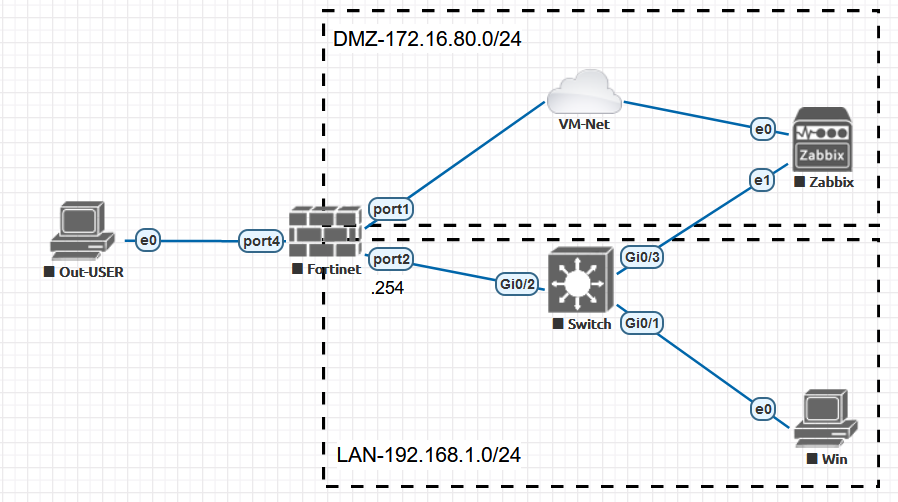 DMZ-172.16.80.0/24
VM-Net
e0
Zabbix
e1
Zabbix
port1
e0
port4
Out-USER
Fortinet
port2
.254
Gi0/3
Gi0/2
Switch
Gi0/1
e0
LAN-192.168.1.0/24
Win